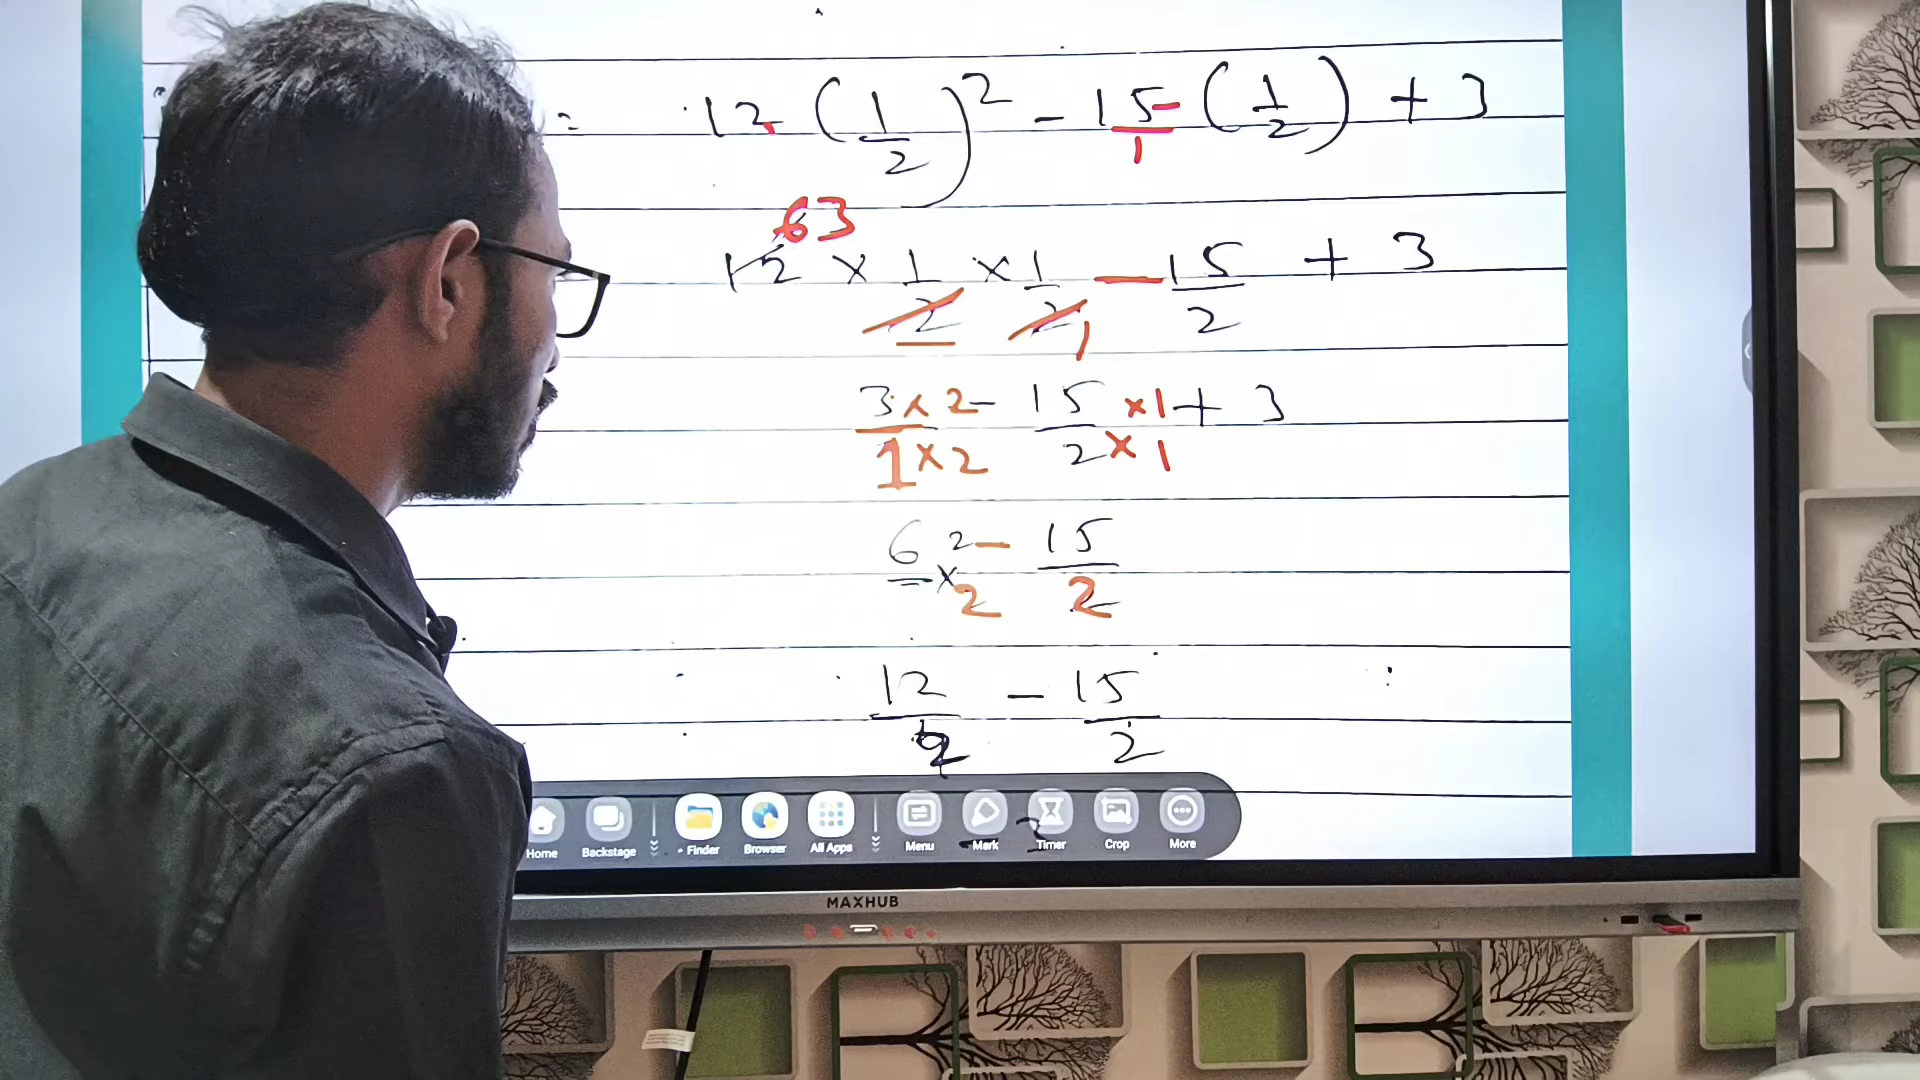 = 12 (1/2)² - 15/1 (1/2) + 3
63
12 × 1/2 × 1/2 - 15/2 + 3
1
3 × 2 - 15 × 1 + 3
1 × 2 2 × 1
6 2 - 15
× 2 2
12 - 15
2 2
Home Backstage Finder Browser All Apps Menu Mark Timer Crop More
MAXHUB